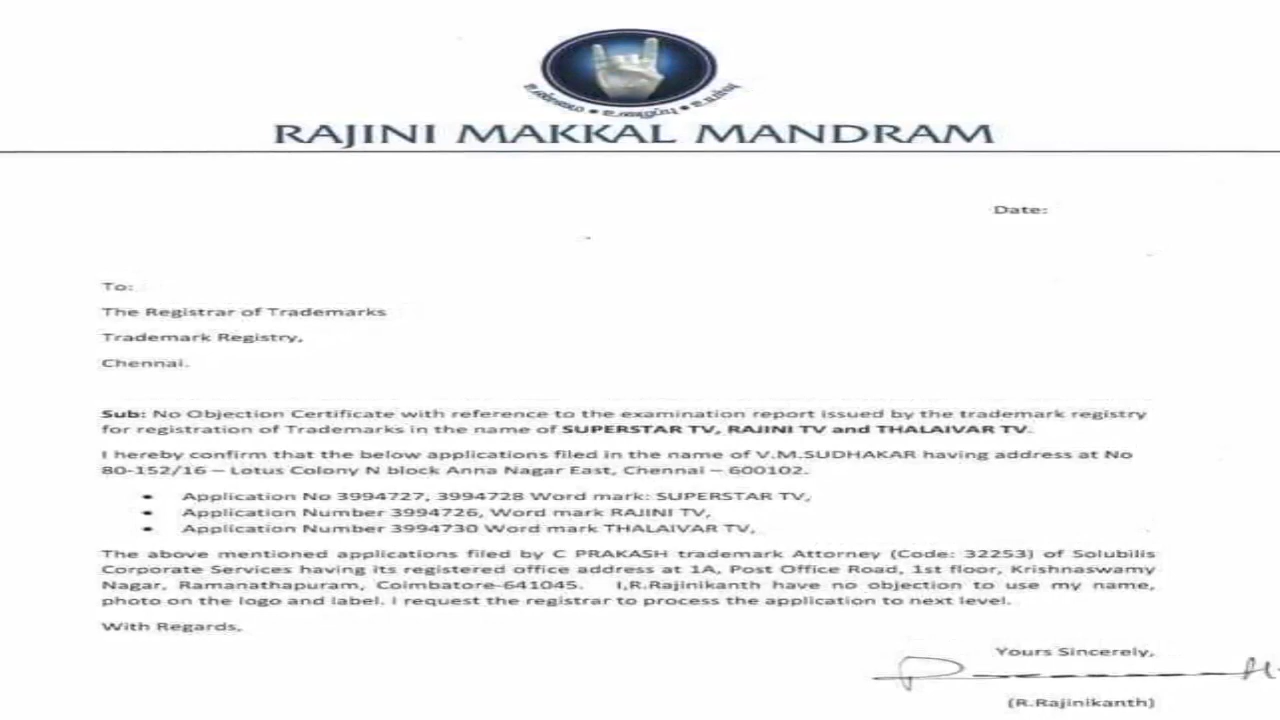 உண்மை • உழைப்பு • உயர்வு
RAJINI MAKKAL MANDRAM
Date:
To:
The Registrar of Trademarks
Trademark Registry,
Chennai.
Sub: No Objection Certificate with reference to the examination report issued by the trademark registry
for registration of Trademarks in the name of SUPERSTAR TV, RAJINI TV and THALAIVAR TV.
I hereby confirm that the below applications filed in the name of V.M.SUDHAKAR having address at No
80-152/16 – Lotus Colony N block Anna Nagar East, Chennai – 600102.
• Application No 3994727, 3994728 Word mark: SUPERSTAR TV,
• Application Number 3994726, Word mark RAJINI TV,
• Application Number 3994730 Word mark THALAIVAR TV,
The above mentioned applications filed by C PRAKASH trademark Attorney (Code: 32253) of Solubilis
Corporate Services having its registered office address at 1A, Post Office Road, 1st floor, Krishnaswamy
Nagar, Ramanathapuram, Coimbatore-641045. I,R.Rajinikanth have no objection to use my name,
photo on the logo and label. I request the registrar to process the application to next level.
With Regards,
Yours Sincerely,
(R.Rajinikanth)